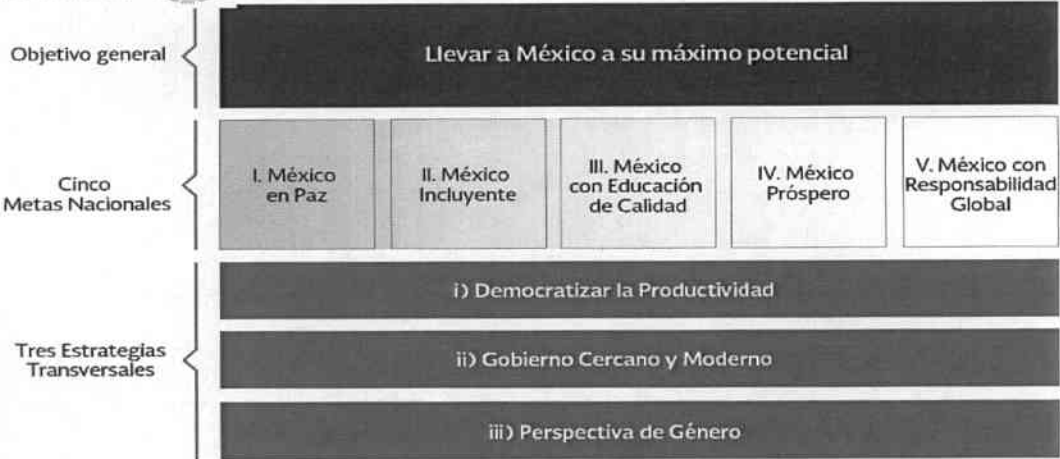 Objetivo general
Llevar a México a su máximo potencial
Cinco
Metas Nacionales
I. México
en Paz
II. México
Incluyente
III. México
con Educación
de Calidad
IV. México
Próspero
V. México con
Responsabilidad
Global
Tres Estrategias
Transversales
i) Democratizar la Productividad
ii) Gobierno Cercano y Moderno
iii) Perspectiva de Género